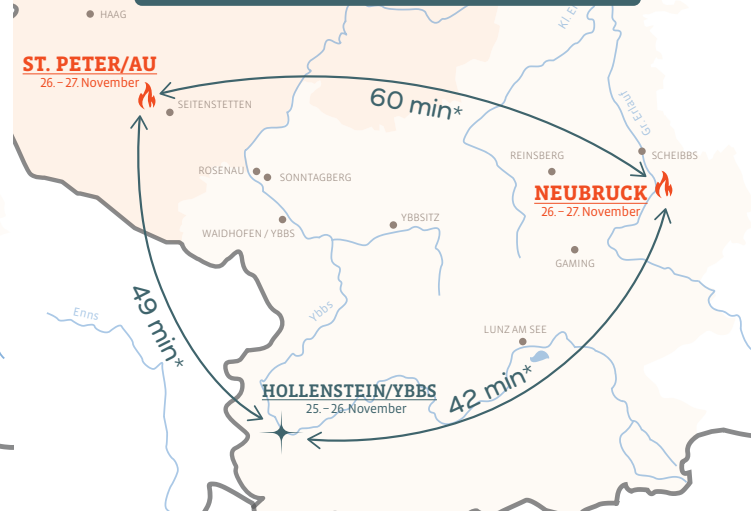 HAAG
Kl. Erl
ST. PETER/AU
26. – 27. November
SEITENSTETTEN
60 min*
Gr. Erlauf
ROSENAU
SONNTAGBERG
REINSBERG
SCHEIBBS
NEUBRUCK
26. – 27. November
WAIDHOFEN / YBBS
YBBSITZ
GAMING
49 min*
Enns
Ybbs
LUNZ AM SEE
HOLLENSTEIN/YBBS
25. – 26. November
42 min*